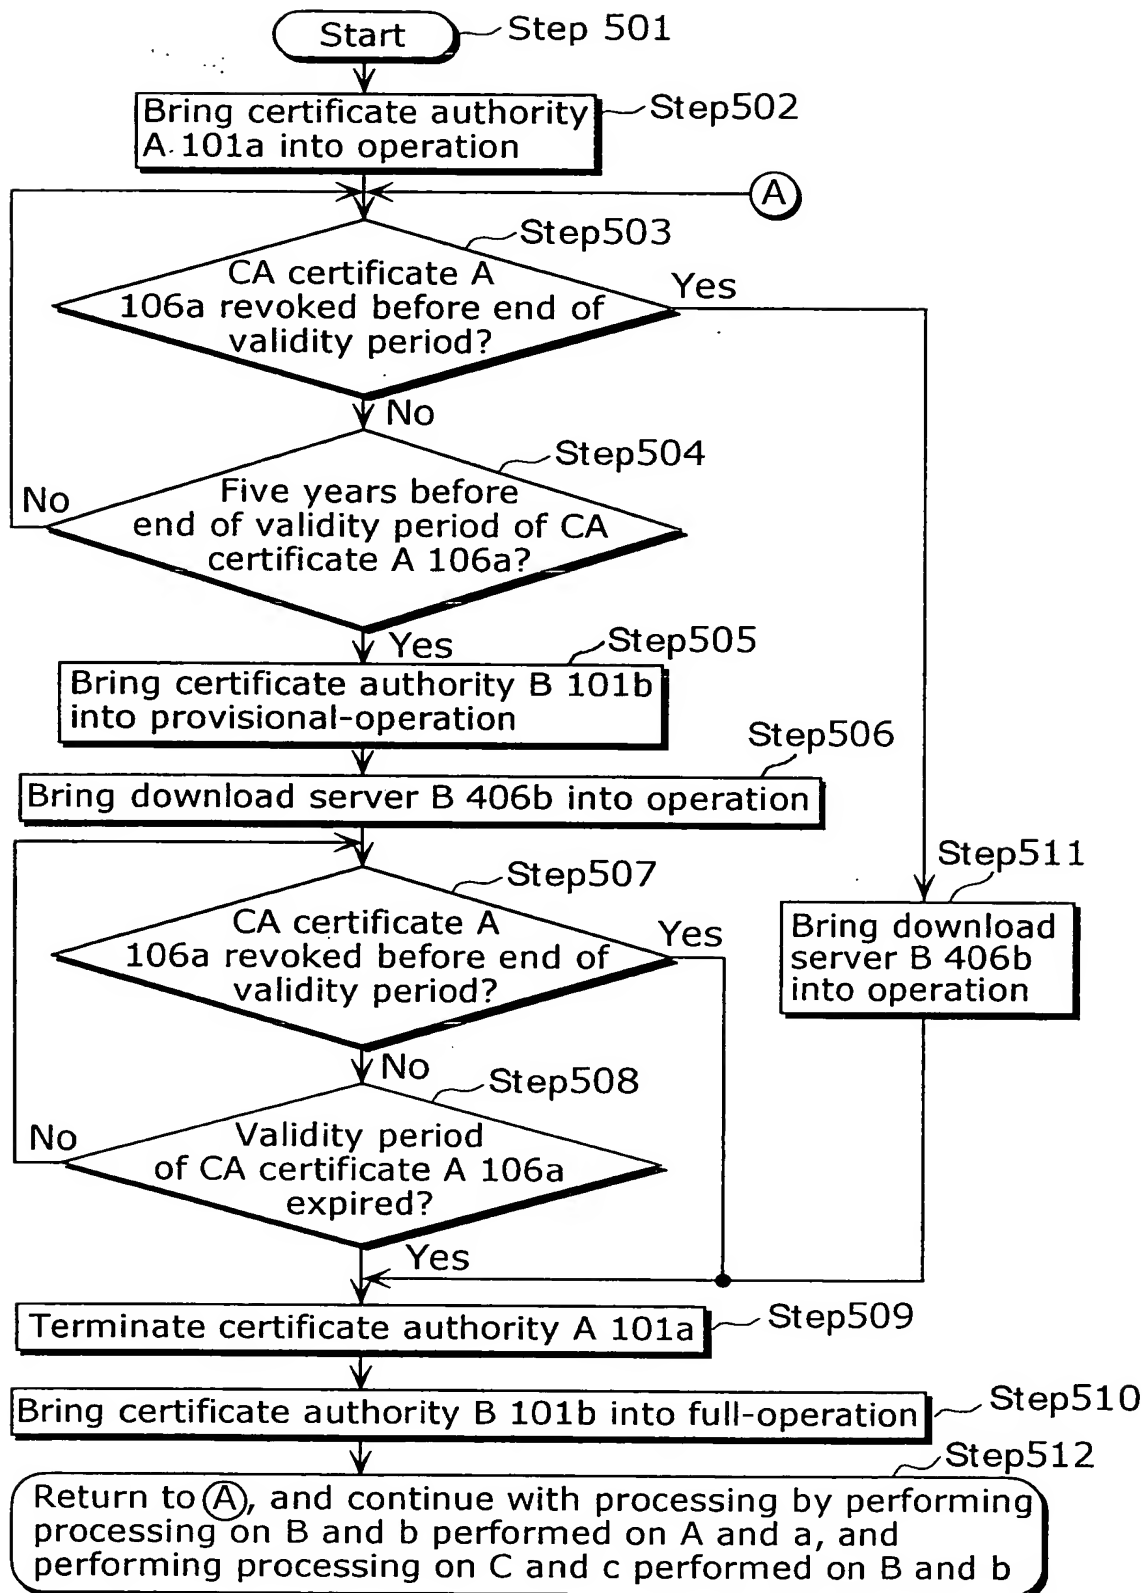 Start
Step 501
Bring certificate authority
A 101a into operation
Step502
A
Step503
CA certificate A
106a revoked before end of
validity period?
Yes
No
Step504
Five years before
end of validity period of CA
certificate A 106a?
No
Yes
Step505
Bring certificate authority B 101b
into provisional-operation
Step506
Bring download server B 406b into operation
Step507
CA certificate A
106a revoked before end of
validity period?
Yes
Step511
Bring download
server B 406b
into operation
No
Step508
Validity period
of CA certificate A 106a
expired?
No
Yes
Terminate certificate authority A 101a
Step509
Bring certificate authority B 101b into full-operation
Step510
Step512
Return to A, and continue with processing by performing
processing on B and b performed on A and a, and
performing processing on C and c performed on B and b